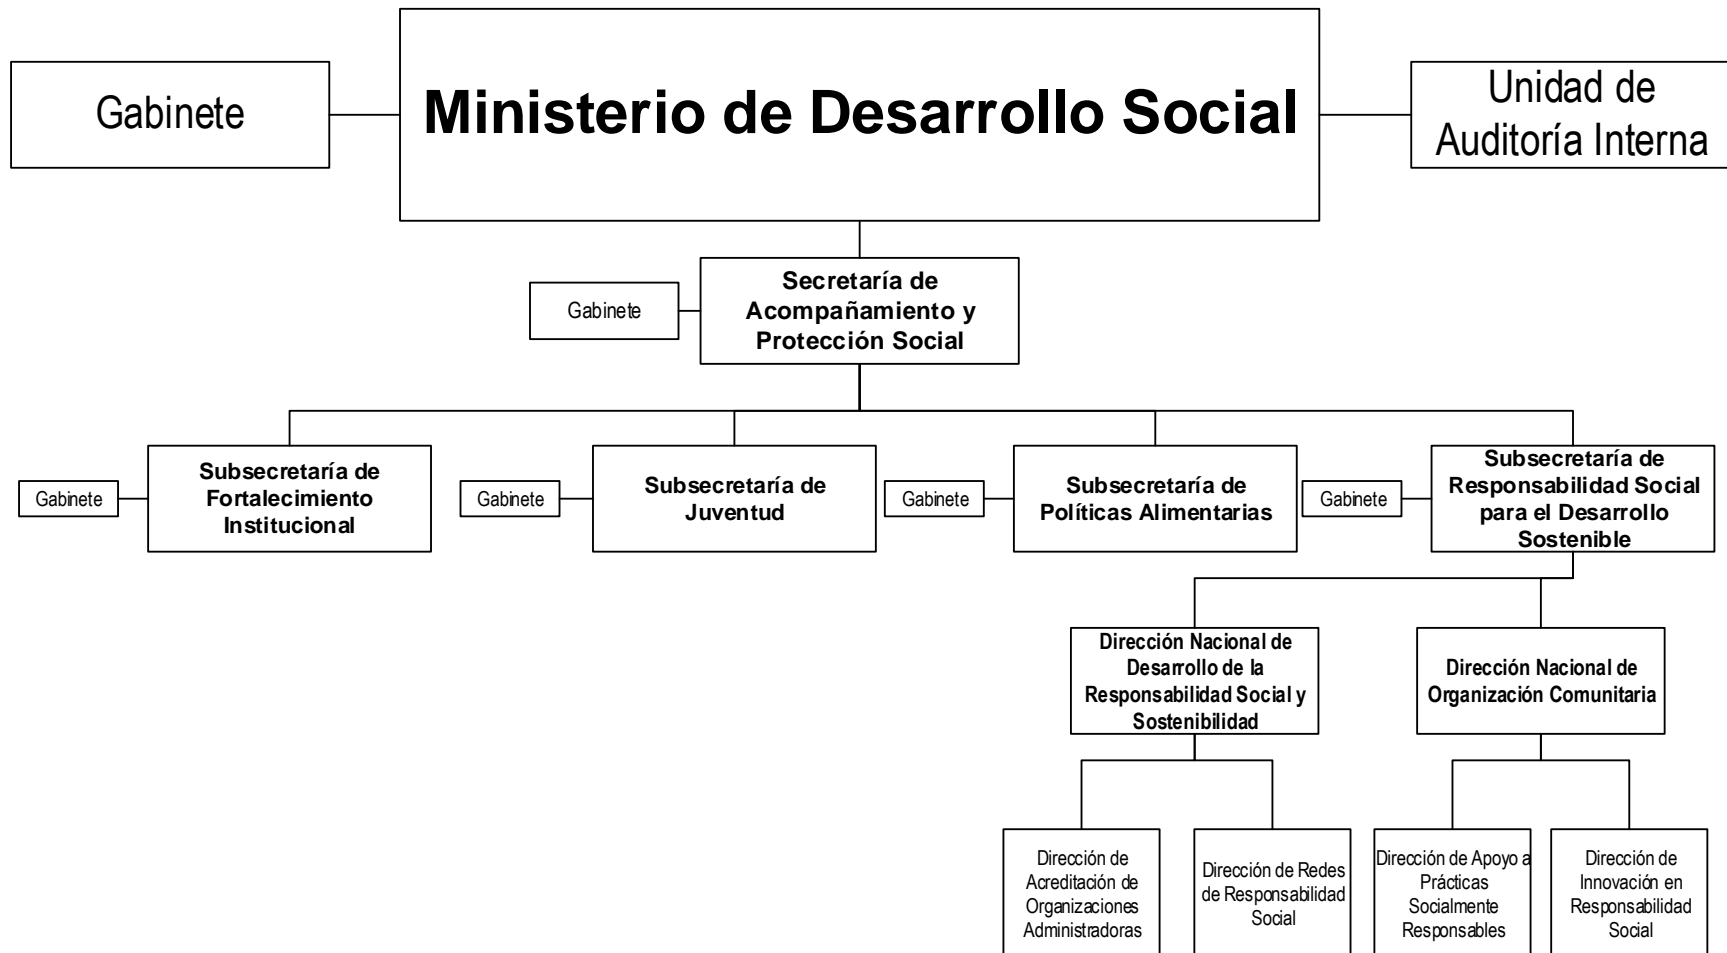 Gabinete
Ministerio de Desarrollo Social
Unidad de
Auditoría Interna
Gabinete
Secretaría de
Acompañamiento y
Protección Social
Gabinete
Subsecretaría de
Fortalecimiento
Institucional
Gabinete
Subsecretaría de
Juventud
Gabinete
Subsecretaría de
Políticas Alimentarias
Gabinete
Subsecretaría de
Responsabilidad Social
para el Desarrollo
Sostenible
Dirección Nacional de
Desarrollo de la
Responsabilidad Social y
Sostenibilidad
Dirección Nacional de
Organización Comunitaria
Dirección de
Acreditación de
Organizaciones
Administradoras
Dirección de Redes
de Responsabilidad
Social
Dirección de Apoyo a
Prácticas
Socialmente
Responsables
Dirección de
Innovación en
Responsabilidad
Social